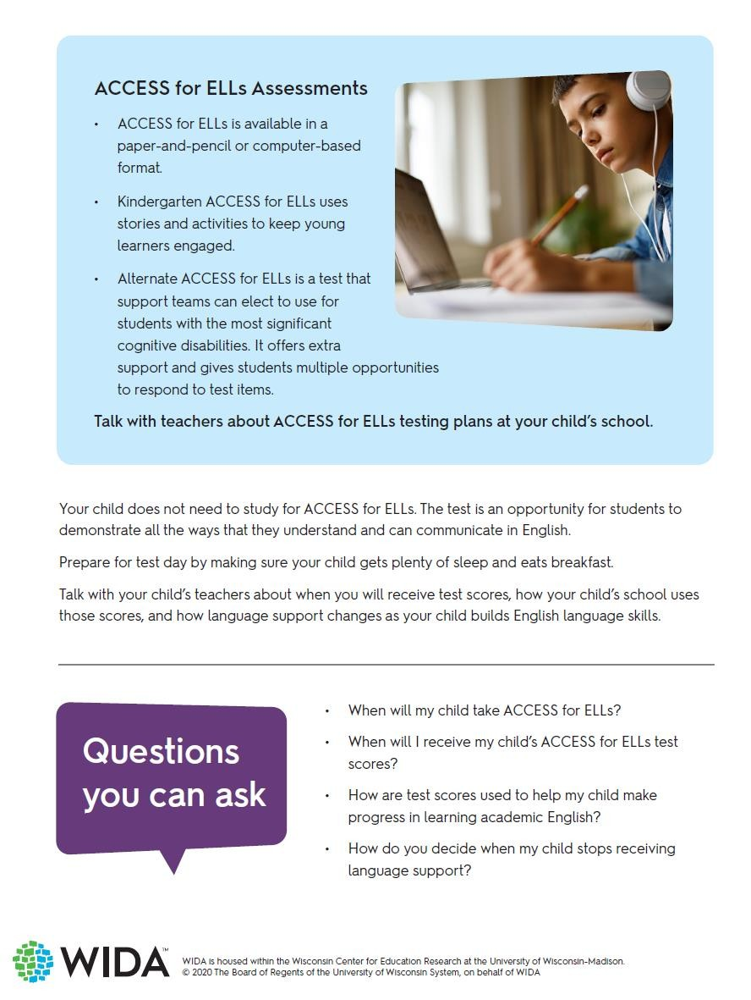 ACCESS for ELLs Assessments
• ACCESS for ELLs is available in a
paper-and-pencil or computer-based
format.
• Kindergarten ACCESS for ELLs uses
stories and activities to keep young
learners engaged.
• Alternate ACCESS for ELLs is a test that
support teams can elect to use for
students with the most significant
cognitive disabilities. It offers extra
support and gives students multiple opportunities
to respond to test items.
Talk with teachers about ACCESS for ELLs testing plans at your child’s school.
Your child does not need to study for ACCESS for ELLs. The test is an opportunity for students to
demonstrate all the ways that they understand and can communicate in English.
Prepare for test day by making sure your child gets plenty of sleep and eats breakfast.
Talk with your child’s teachers about when you will receive test scores, how your child’s school uses
those scores, and how language support changes as your child builds English language skills.
Questions
you can ask
• When will my child take ACCESS for ELLs?
• When will I receive my child’s ACCESS for ELLs test
scores?
• How are test scores used to help my child make
progress in learning academic English?
• How do you decide when my child stops receiving
language support?
WIDA™
WIDA is housed within the Wisconsin Center for Education Research at the University of Wisconsin–Madison.
© 2020 The Board of Regents of the University of Wisconsin System, on behalf of WIDA